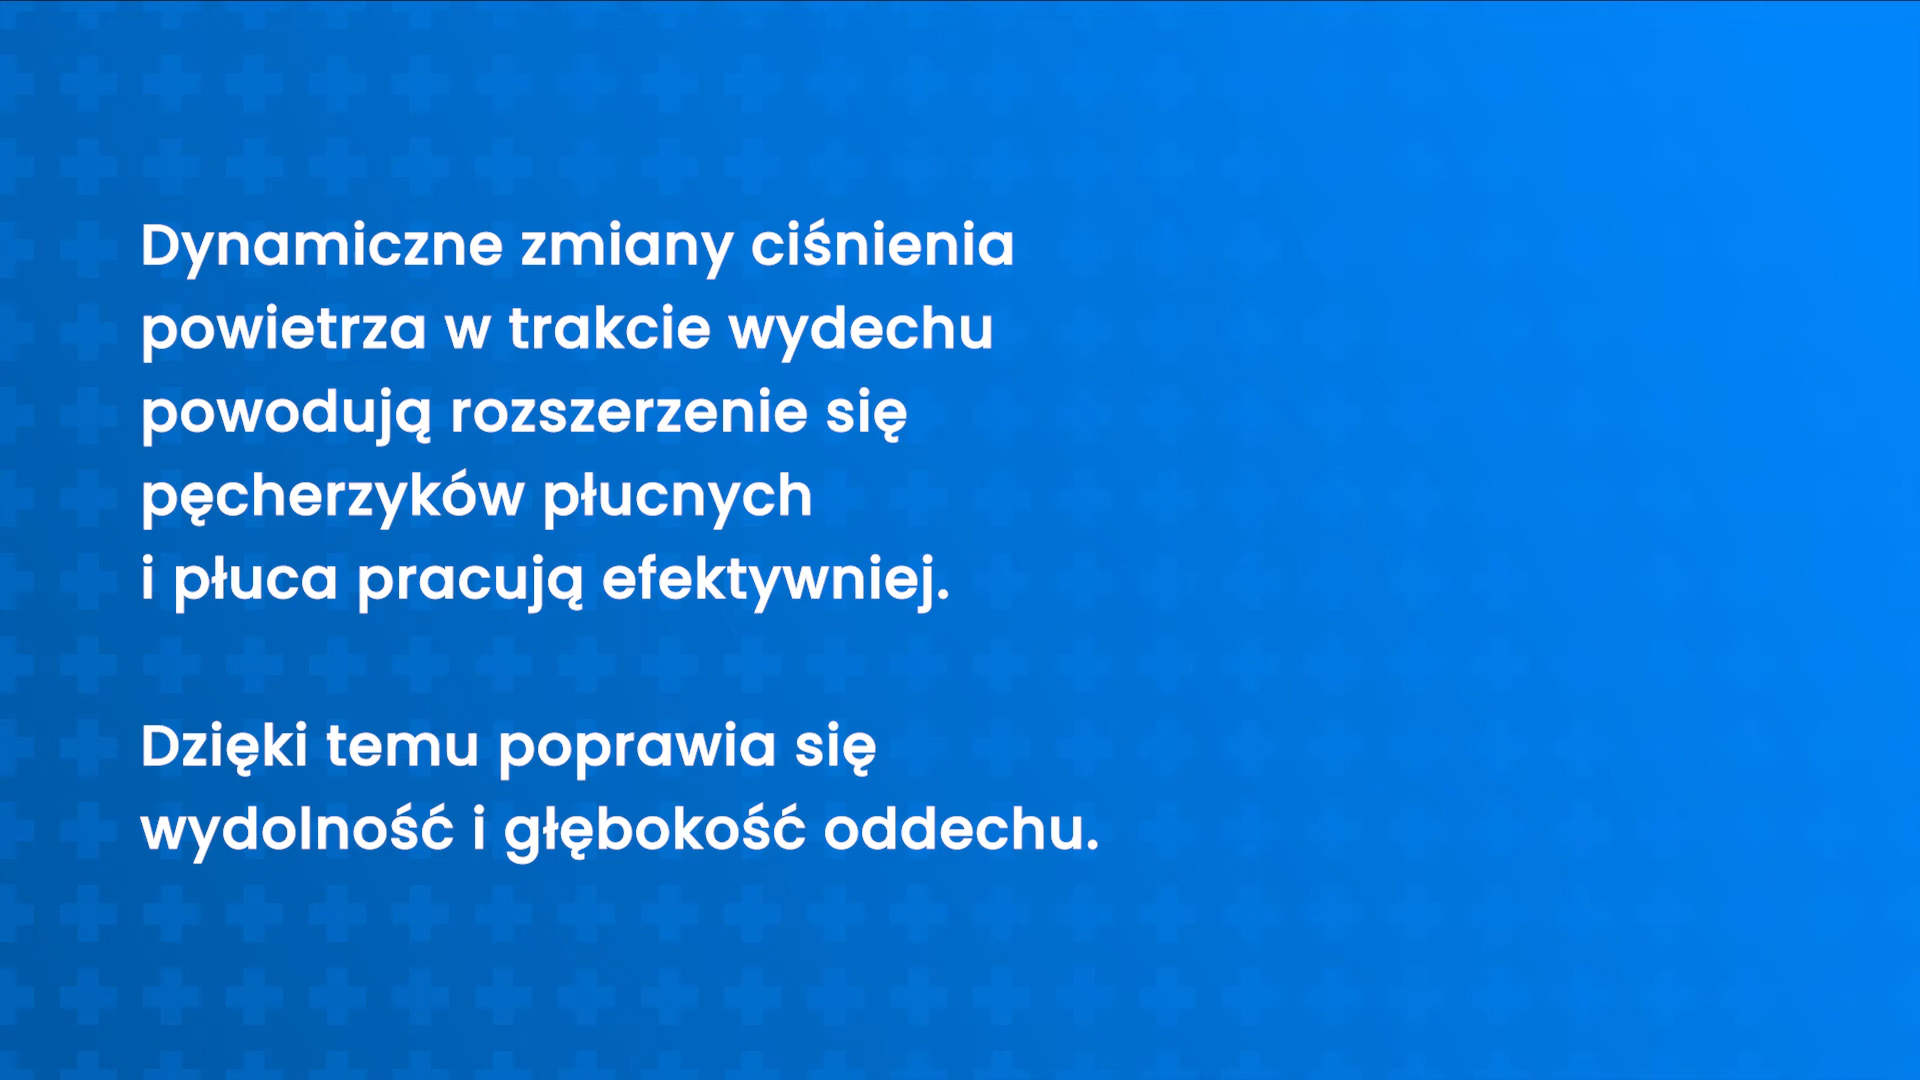 Dynamiczne zmiany ciśnienia
powietrza w trakcie wydechu
powodują rozszerzenie się
pęcherzyków płucnych
i płuca pracują efektywniej.
Dzięki temu poprawia się
wydolność i głębokość oddechu.